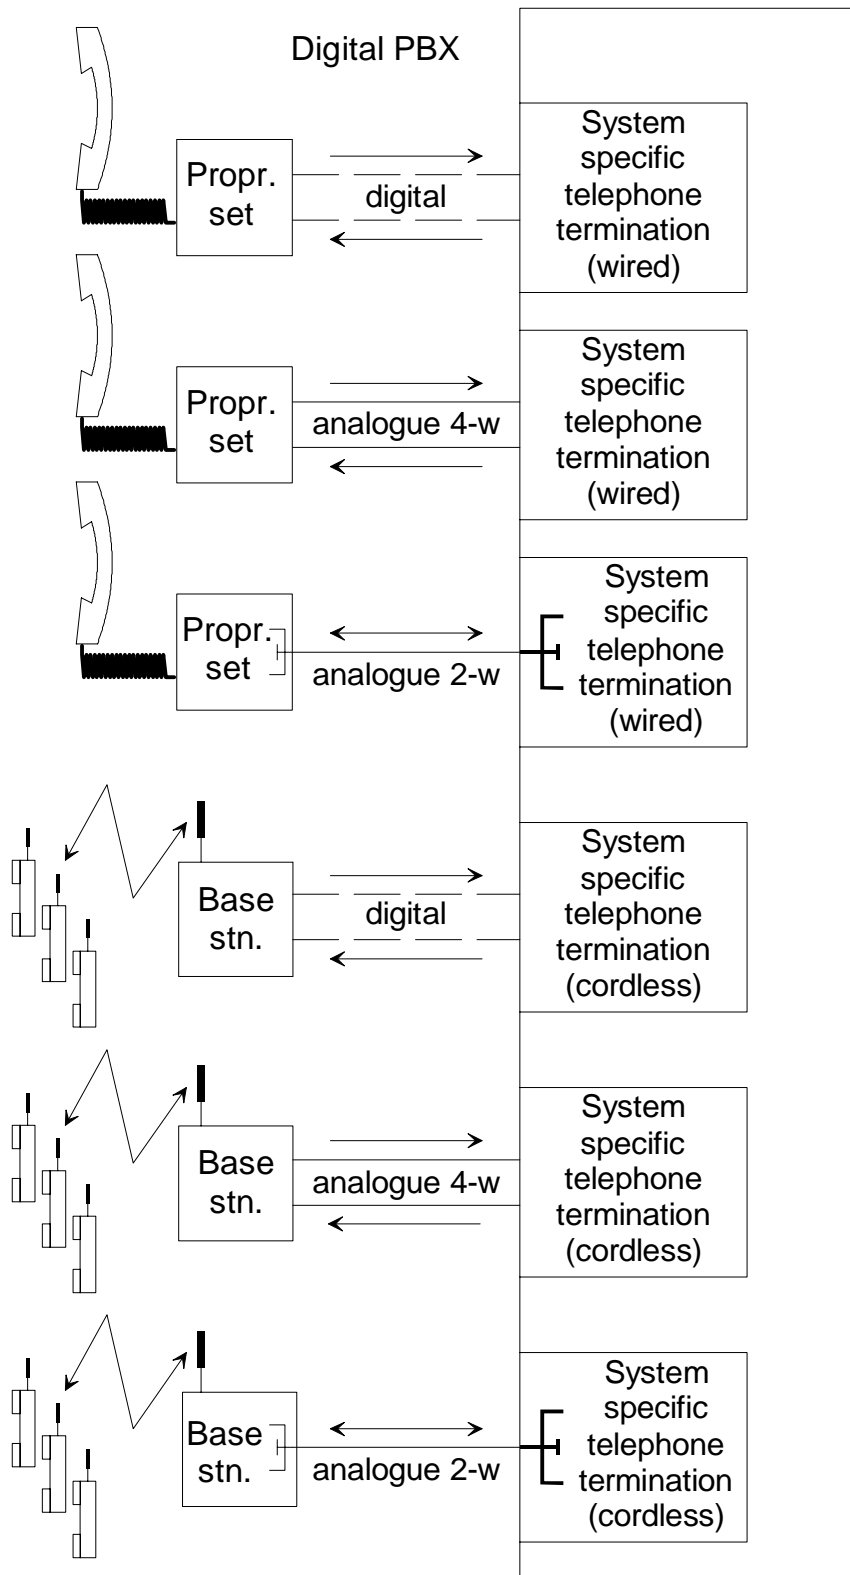 Digital PBX
Propr.
set
digital
System
specific
telephone
termination
(wired)
Propr.
set
analogue 4-w
System
specific
telephone
termination
(wired)
Propr.
set
analogue 2-w
System
specific
telephone
termination
(wired)
Base
stn.
digital
System
specific
telephone
termination
(cordless)
Base
stn.
analogue 4-w
System
specific
telephone
termination
(cordless)
Base
stn.
analogue 2-w
System
specific
telephone
termination
(cordless)